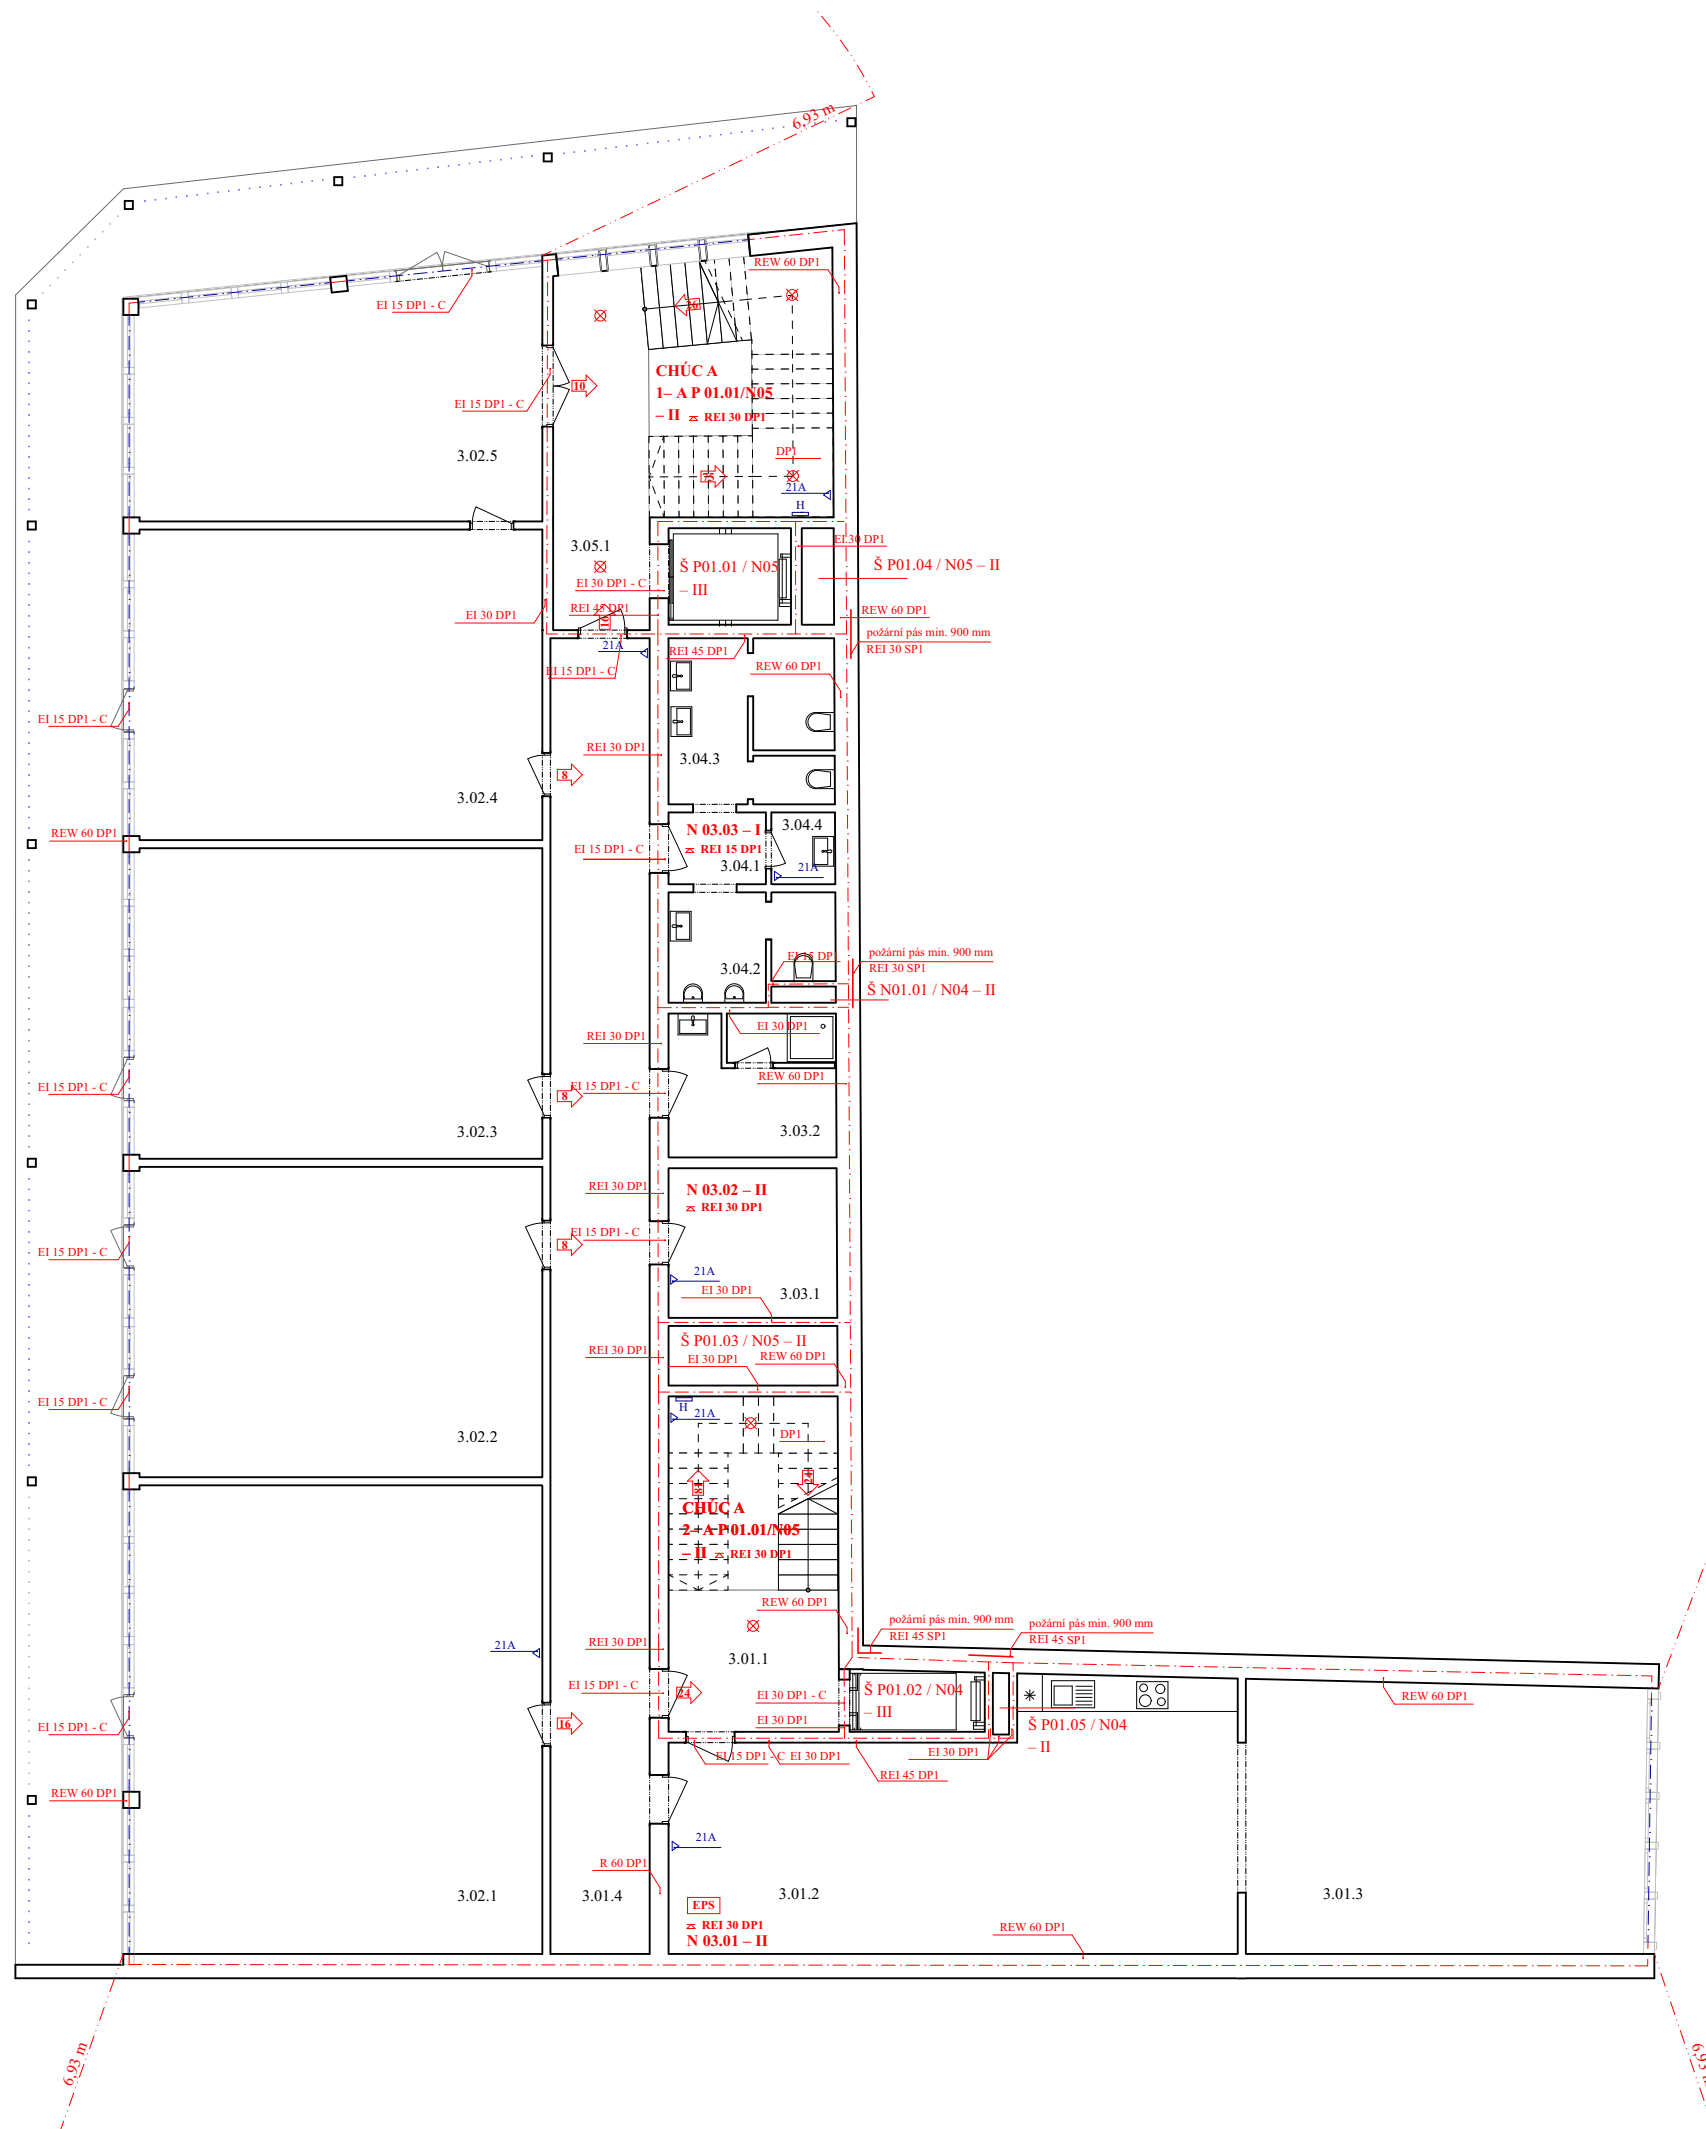 6,93 m
REW 60 DP1
EI 15 DP1 - C
CHÚC A
1– A P 01.01/N05
– II REI 30 DP1
10
EI 15 DP1 - C
3.02.5
DP1
21A
H
3.05.1
EI 30 DP1
Š P01.04 / N05 – II
Š P01.01 / N05
– III
EI 30 DP1 - C
REI 45 DP1
EI 30 DP1
REW 60 DP1
požární pás min. 900 mm
REI 30 SP1
10
21A
REI 45 DP1
EI 15 DP1 - C
REW 60 DP1
EI 15 DP1 - C
REI 30 DP1
3.04.3
8
3.02.4
REW 60 DP1
N 03.03 – I
REI 15 DP1
3.04.4
EI 15 DP1 - C
3.04.1
21A
požární pás min. 900 mm
REI 30 SP1
EI 15 DP1
3.04.2
Š N01.01 / N04 – II
EI 30 DP1
REI 30 DP1
REW 60 DP1
EI 15 DP1 - C
8
EI 15 DP1 - C
3.02.3
3.03.2
REI 30 DP1
N 03.02 – II
REI 30 DP1
EI 15 DP1 - C
8
EI 15 DP1 - C
21A
EI 30 DP1
3.03.1
Š P01.03 / N05 – II
REI 30 DP1
EI 30 DP1
REW 60 DP1
EI 15 DP1 - C
H
21A
DP1
3.02.2
24
CHÚC A
2– A P 01.01/N05
– II REI 30 DP1
REW 60 DP1
požární pás min. 900 mm
REI 45 SP1
požární pás min. 900 mm
REI 45 SP1
21A
REI 30 DP1
3.01.1
EI 15 DP1 - C
24
EI 30 DP1 - C
Š P01.02 / N04
– III
REW 60 DP1
EI 15 DP1 - C
16
EI 30 DP1
Š P01.05 / N04
– II
EI 15 DP1 - C
EI 30 DP1
EI 30 DP1
REI 45 DP1
REW 60 DP1
21A
R 60 DP1
3.02.1
3.01.4
3.01.2
3.01.3
EPS
REI 30 DP1
N 03.01 – II
REW 60 DP1
6,93 m